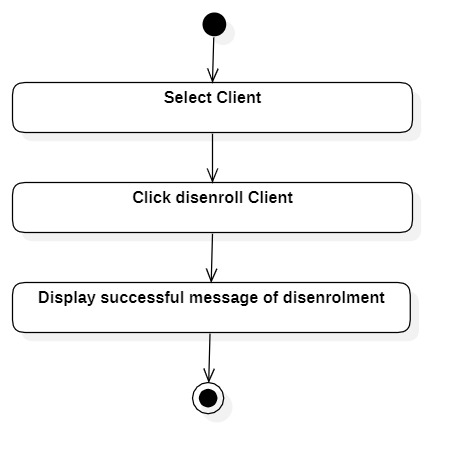 Select Client
Click disenroll Client
Display successful message of disenrolment